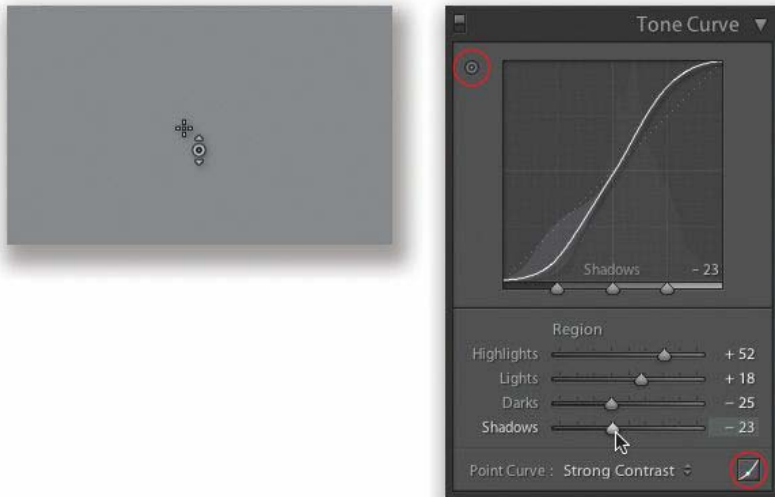 Tone Curve
Shadows - 23
Region
Highlights + 52
Lights + 18
Darks - 25
Shadows - 23
Point Curve : Strong Contrast